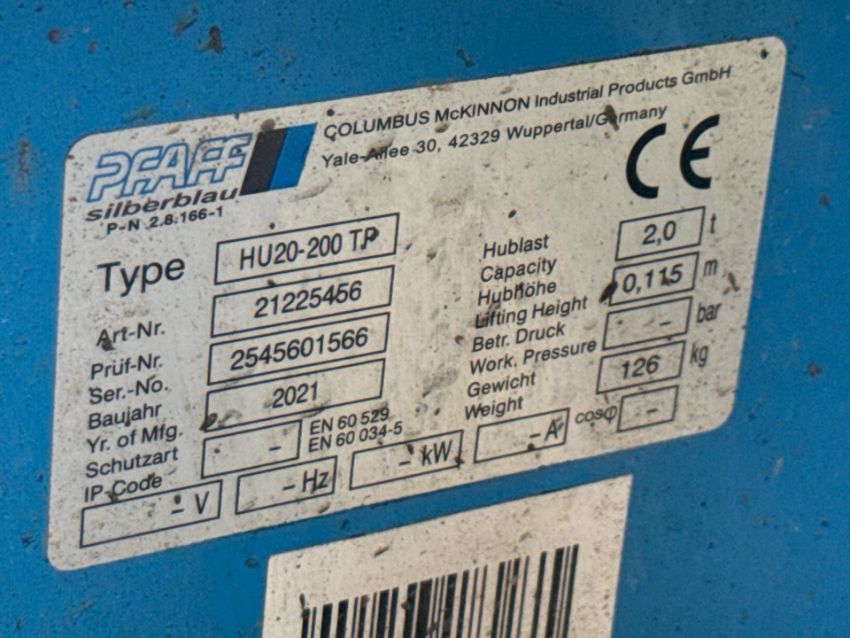 PFAFF
silberblau
P-N 2.8.166-1
COLUMBUS McKINNON Industrial Products GmbH
Yale-Allee 30, 42329 Wuppertal/Germany
CE
Type HU20-200 TP
Art-Nr. 21225456
Prüf-Nr.
Ser.-No. 2545601566
Baujahr
Yr. of Mfg. 2021
Schutzart
IP-Code –
EN 60 529
EN 60 034-5
Hublast
Capacity 2,0 t
Hubhöhe
Lifting Height 0,115 m
Betr. Druck
Work. Pressure – bar
Gewicht
Weight 126 kg
– V – Hz – kW – A cosφ –